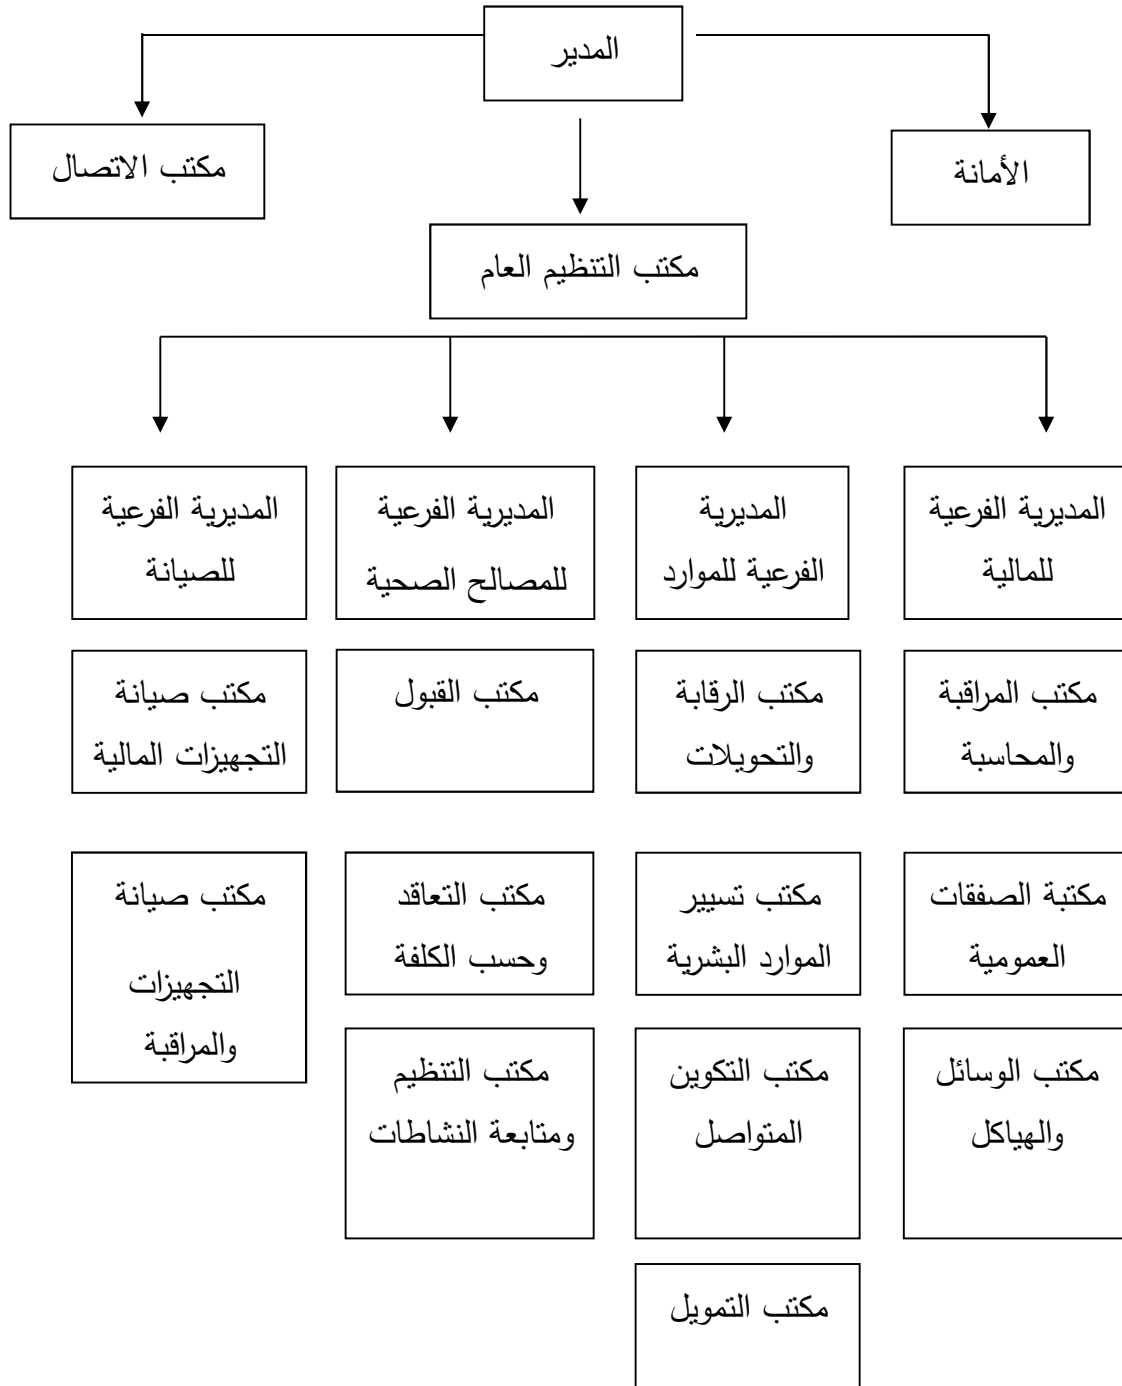 المدير
الأمانة
مكتب الاتصال
مكتب التنظيم العام
المديرية الفرعية
للمالية
المديرية
الفرعية للموارد
المديرية الفرعية
للمصالح الصحية
المديرية الفرعية
للصيانة
مكتب المراقبة
والمحاسبة
مكتب الرقابة
والتحويلات
مكتب القبول
مكتب صيانة
التجهيزات المالية
مكتبة الصفقات
العمومية
مكتب تسيير
الموارد البشرية
مكتب التعاقد
وحسب الكلفة
مكتب صيانة
التجهيزات
والمراقبة
مكتب الوسائل
والهياكل
مكتب التكوين
المتواصل
مكتب التنظيم
ومتابعة النشاطات
مكتب التمويل